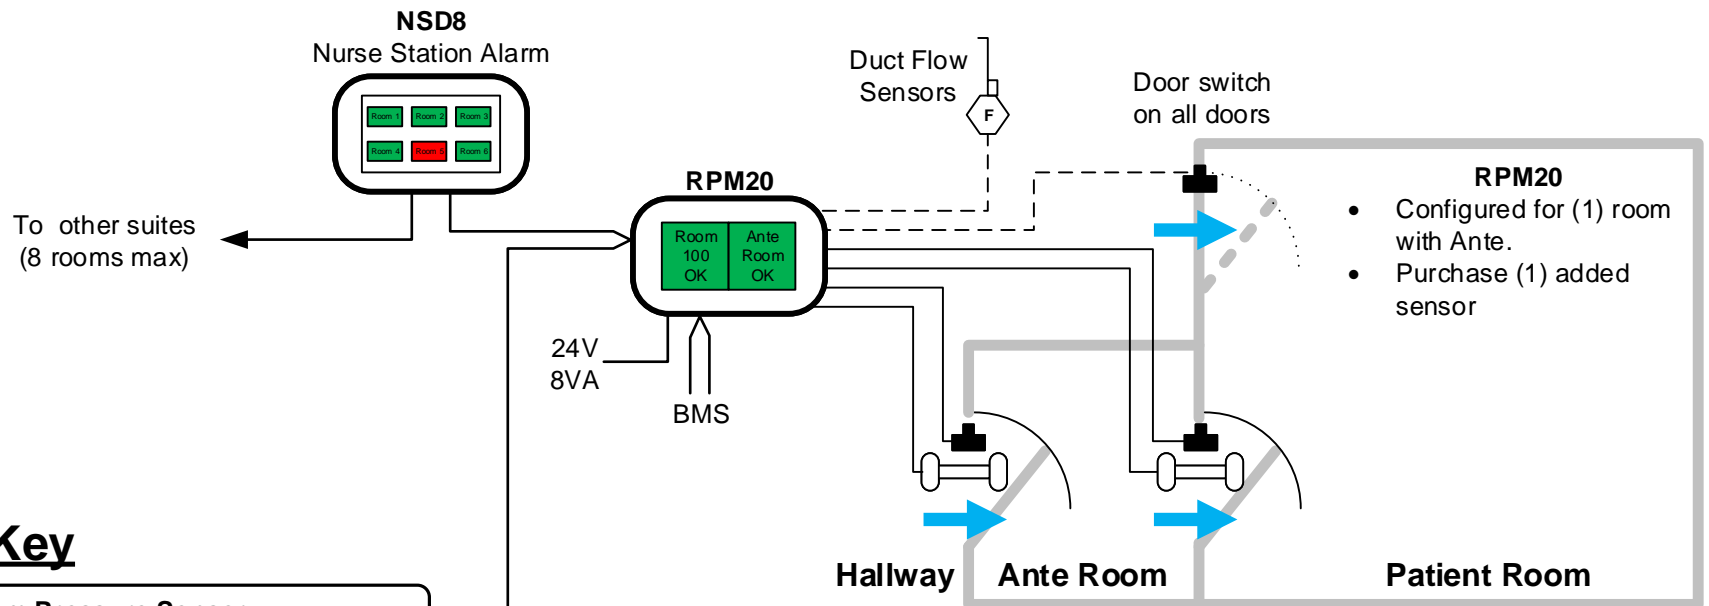 NSD8
Nurse Station Alarm
Room 1
Room 2
Room 3
Room 4
Room 5
Room 6
To other suites
(8 rooms max)
Duct Flow
Sensors
F
Door switch
on all doors
RPM20
Room
100
OK
Ante
Room
OK
24V
8VA
BMS
RPM20
• Configured for (1) room
with Ante.
• Purchase (1) added
sensor
Hallway
Ante Room
Patient Room
Key